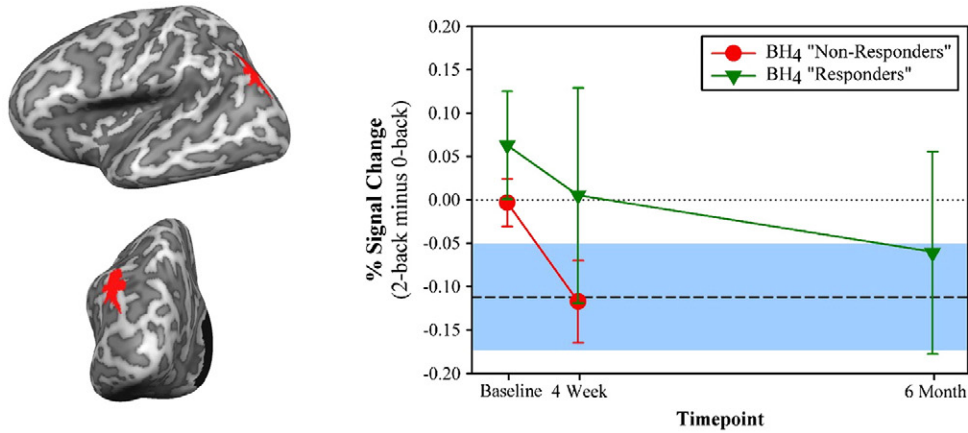 0.20
0.15
0.10
0.05
0.00
-0.05
-0.10
-0.15
-0.20
% Signal Change
(2-back minus 0-back)
BH4 "Non-Responders"
BH4 "Responders"
Baseline 4 Week 6 Month
Timepoint